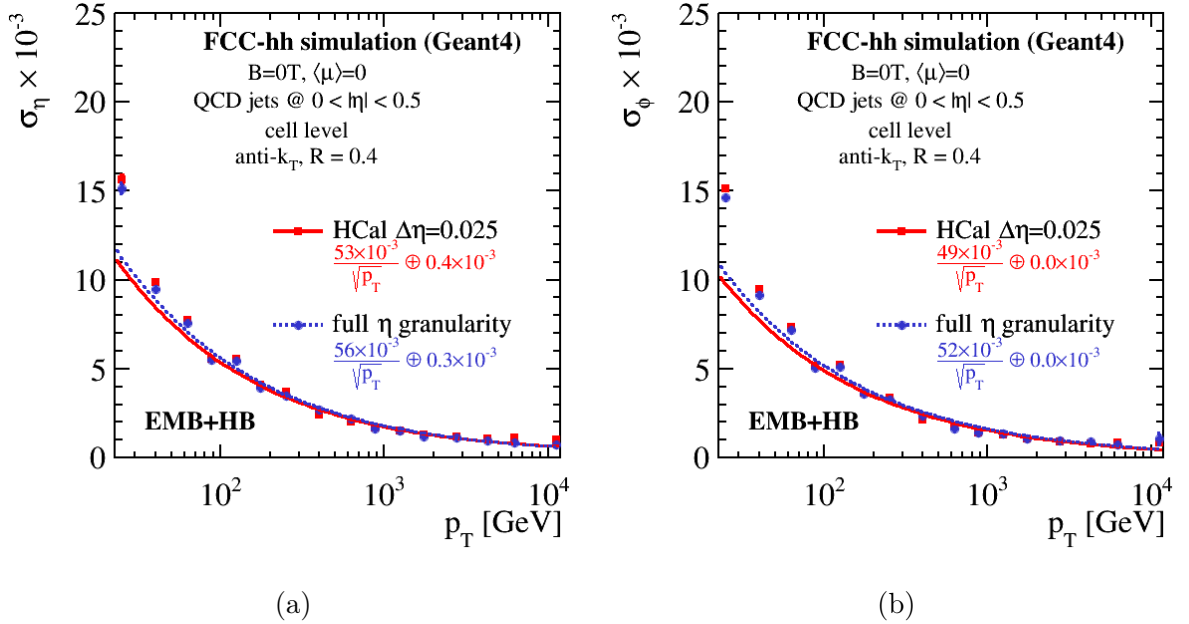 σ_η × 10^-3
25
20
15
10
5
0
FCC-hh simulation (Geant4)
B=0T, ⟨μ⟩=0
QCD jets @ 0 < |η| < 0.5
cell level
anti-k_T, R = 0.4
HCal Δη=0.025
53×10^-3/√p_T ⊕ 0.4×10^-3
full η granularity
56×10^-3/√p_T ⊕ 0.3×10^-3
EMB+HB
10^2 10^3 10^4
p_T [GeV]
(a)
σ_ϕ × 10^-3
25
20
15
10
5
0
FCC-hh simulation (Geant4)
B=0T, ⟨μ⟩=0
QCD jets @ 0 < |η| < 0.5
cell level
anti-k_T, R = 0.4
HCal Δη=0.025
49×10^-3/√p_T ⊕ 0.0×10^-3
full η granularity
52×10^-3/√p_T ⊕ 0.0×10^-3
EMB+HB
10^2 10^3 10^4
p_T [GeV]
(b)